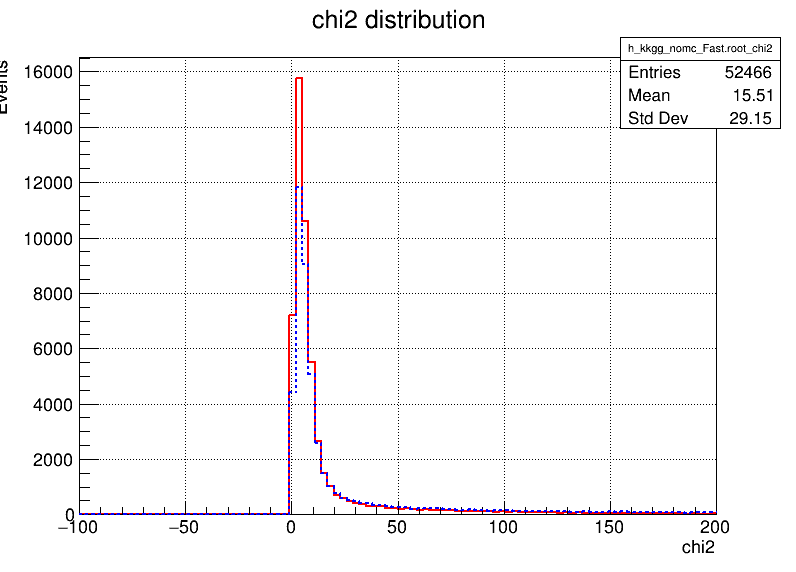 chi2 distribution
h_kkgg_nomc_Fast.root_chi2
Entries 52466
Mean 15.51
Std Dev 29.15
Events
16000
14000
12000
10000
8000
6000
4000
2000
0
−100 −50 0 50 100 150 200
chi2